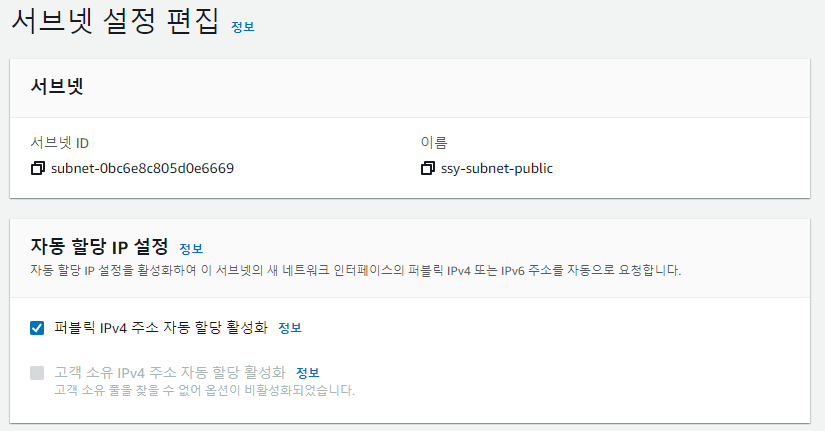 서브넷 설정 편집 정보
서브넷
서브넷 ID
이름
subnet-0bc6e8c805d0e6669
ssy-subnet-public
자동 할당 IP 설정 정보
자동 할당 IP 설정을 활성화하여 이 서브넷의 새 네트워크 인터페이스의 퍼블릭 IPv4 또는 IPv6 주소를 자동으로 요청합니다.
퍼블릭 IPv4 주소 자동 할당 활성화 정보
고객 소유 IPv4 주소 자동 할당 활성화 정보
고객 소유 풀을 찾을 수 없어 옵션이 비활성화되었습니다.